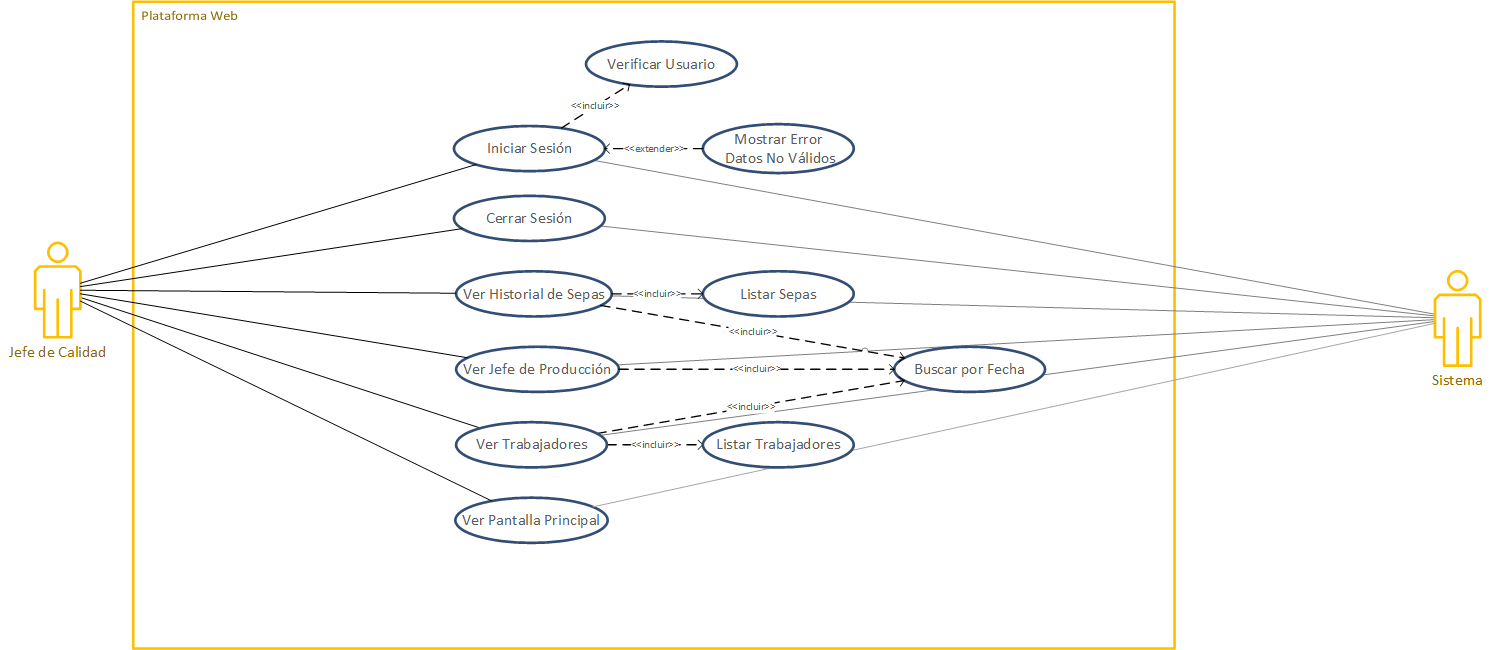 Plataforma Web
Verificar Usuario
<<incluir>>
Iniciar Sesión
<<extender>>
Mostrar Error
Datos No Válidos
Cerrar Sesión
Ver Historial de Sepas
<<incluir>>
Listar Sepas
<<incluir>>
Jefe de Calidad
Ver Jefe de Producción
<<incluir>>
Buscar por Fecha
Sistema
<<incluir>>
Ver Trabajadores
<<incluir>>
Listar Trabajadores
Ver Pantalla Principal